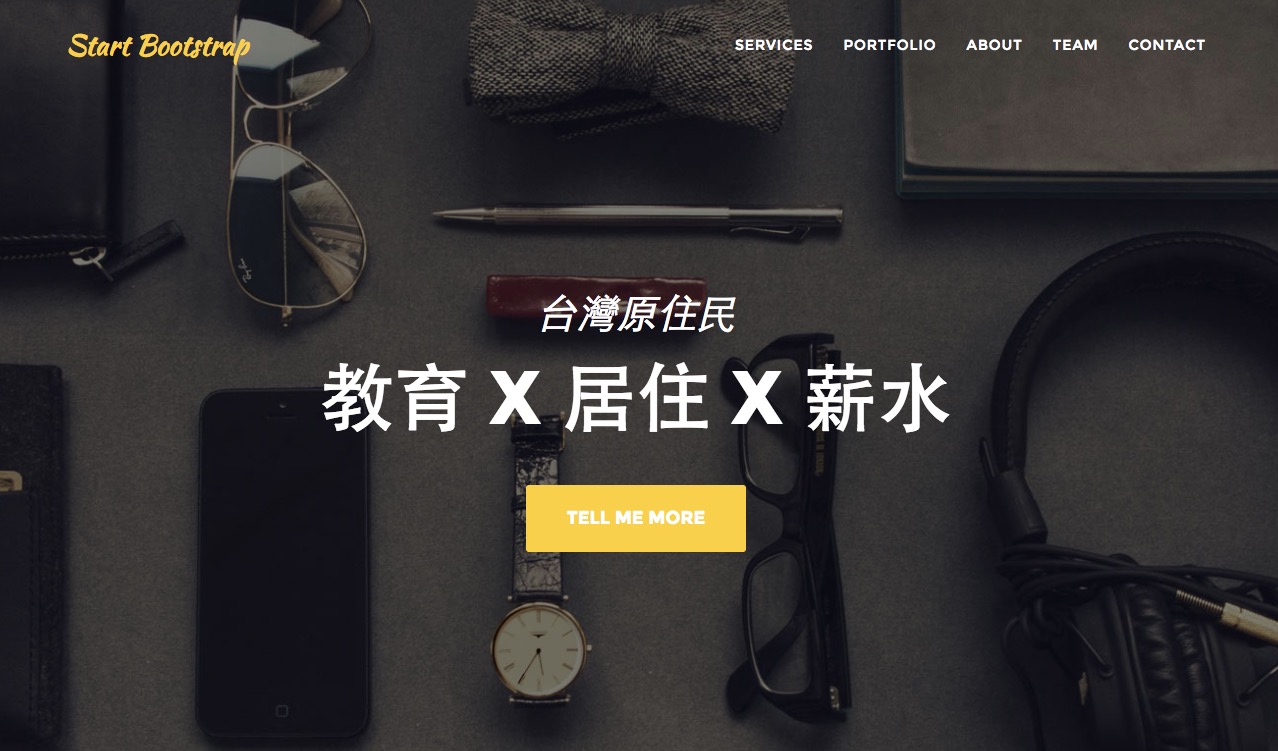 Start Bootstrap
SERVICES PORTFOLIO ABOUT TEAM CONTACT
台灣原住民
教育 X 居住 X 薪水
TELL ME MORE